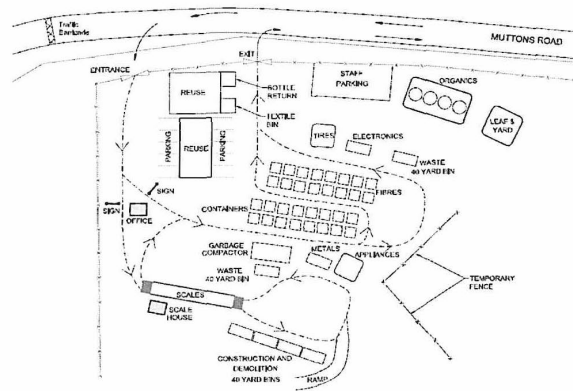 Traffic
Barricade
MUTTONS ROAD
ENTRANCE
EXIT
STAFF
PARKING
ORGANICS
REUSE
BOTTLE
RETURN
TEXTILE
BIN
LEAF &
YARD
TIRES
ELECTRONICS
PARKING
REUSE
PARKING
WASTE
40 YARD BIN
FIBRES
SIGN
SIGN
OFFICE
CONTAINERS
GARBAGE
COMPACTOR
METALS
APPLIANCES
WASTE
40 YARD BIN
TEMPORARY
FENCE
SCALES
SCALE
HOUSE
CONSTRUCTION AND
DEMOLITION
40 YARD BINS
RAMP